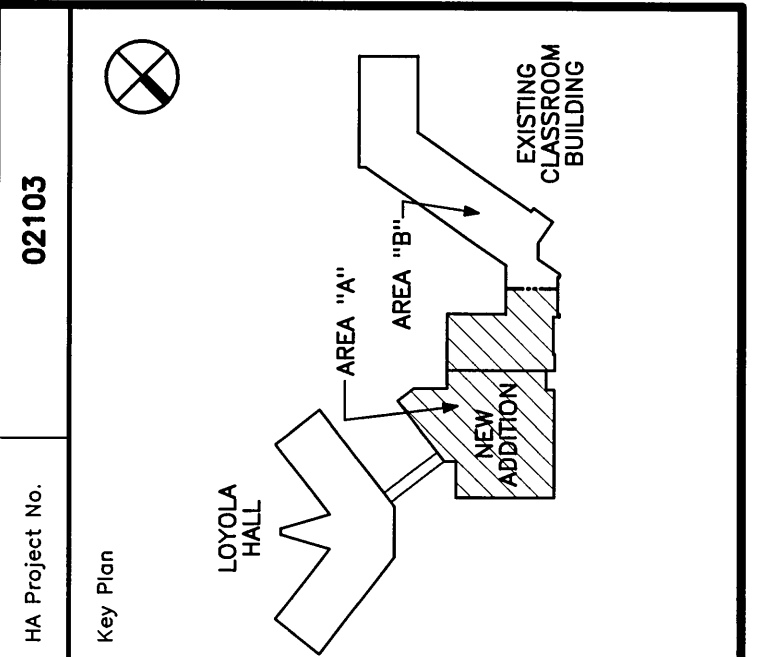 HA Project No.
02103
Key Plan
LOYOLA
HALL
AREA "A"
AREA "B"
NEW
ADDITION
EXISTING
CLASSROOM
BUILDING